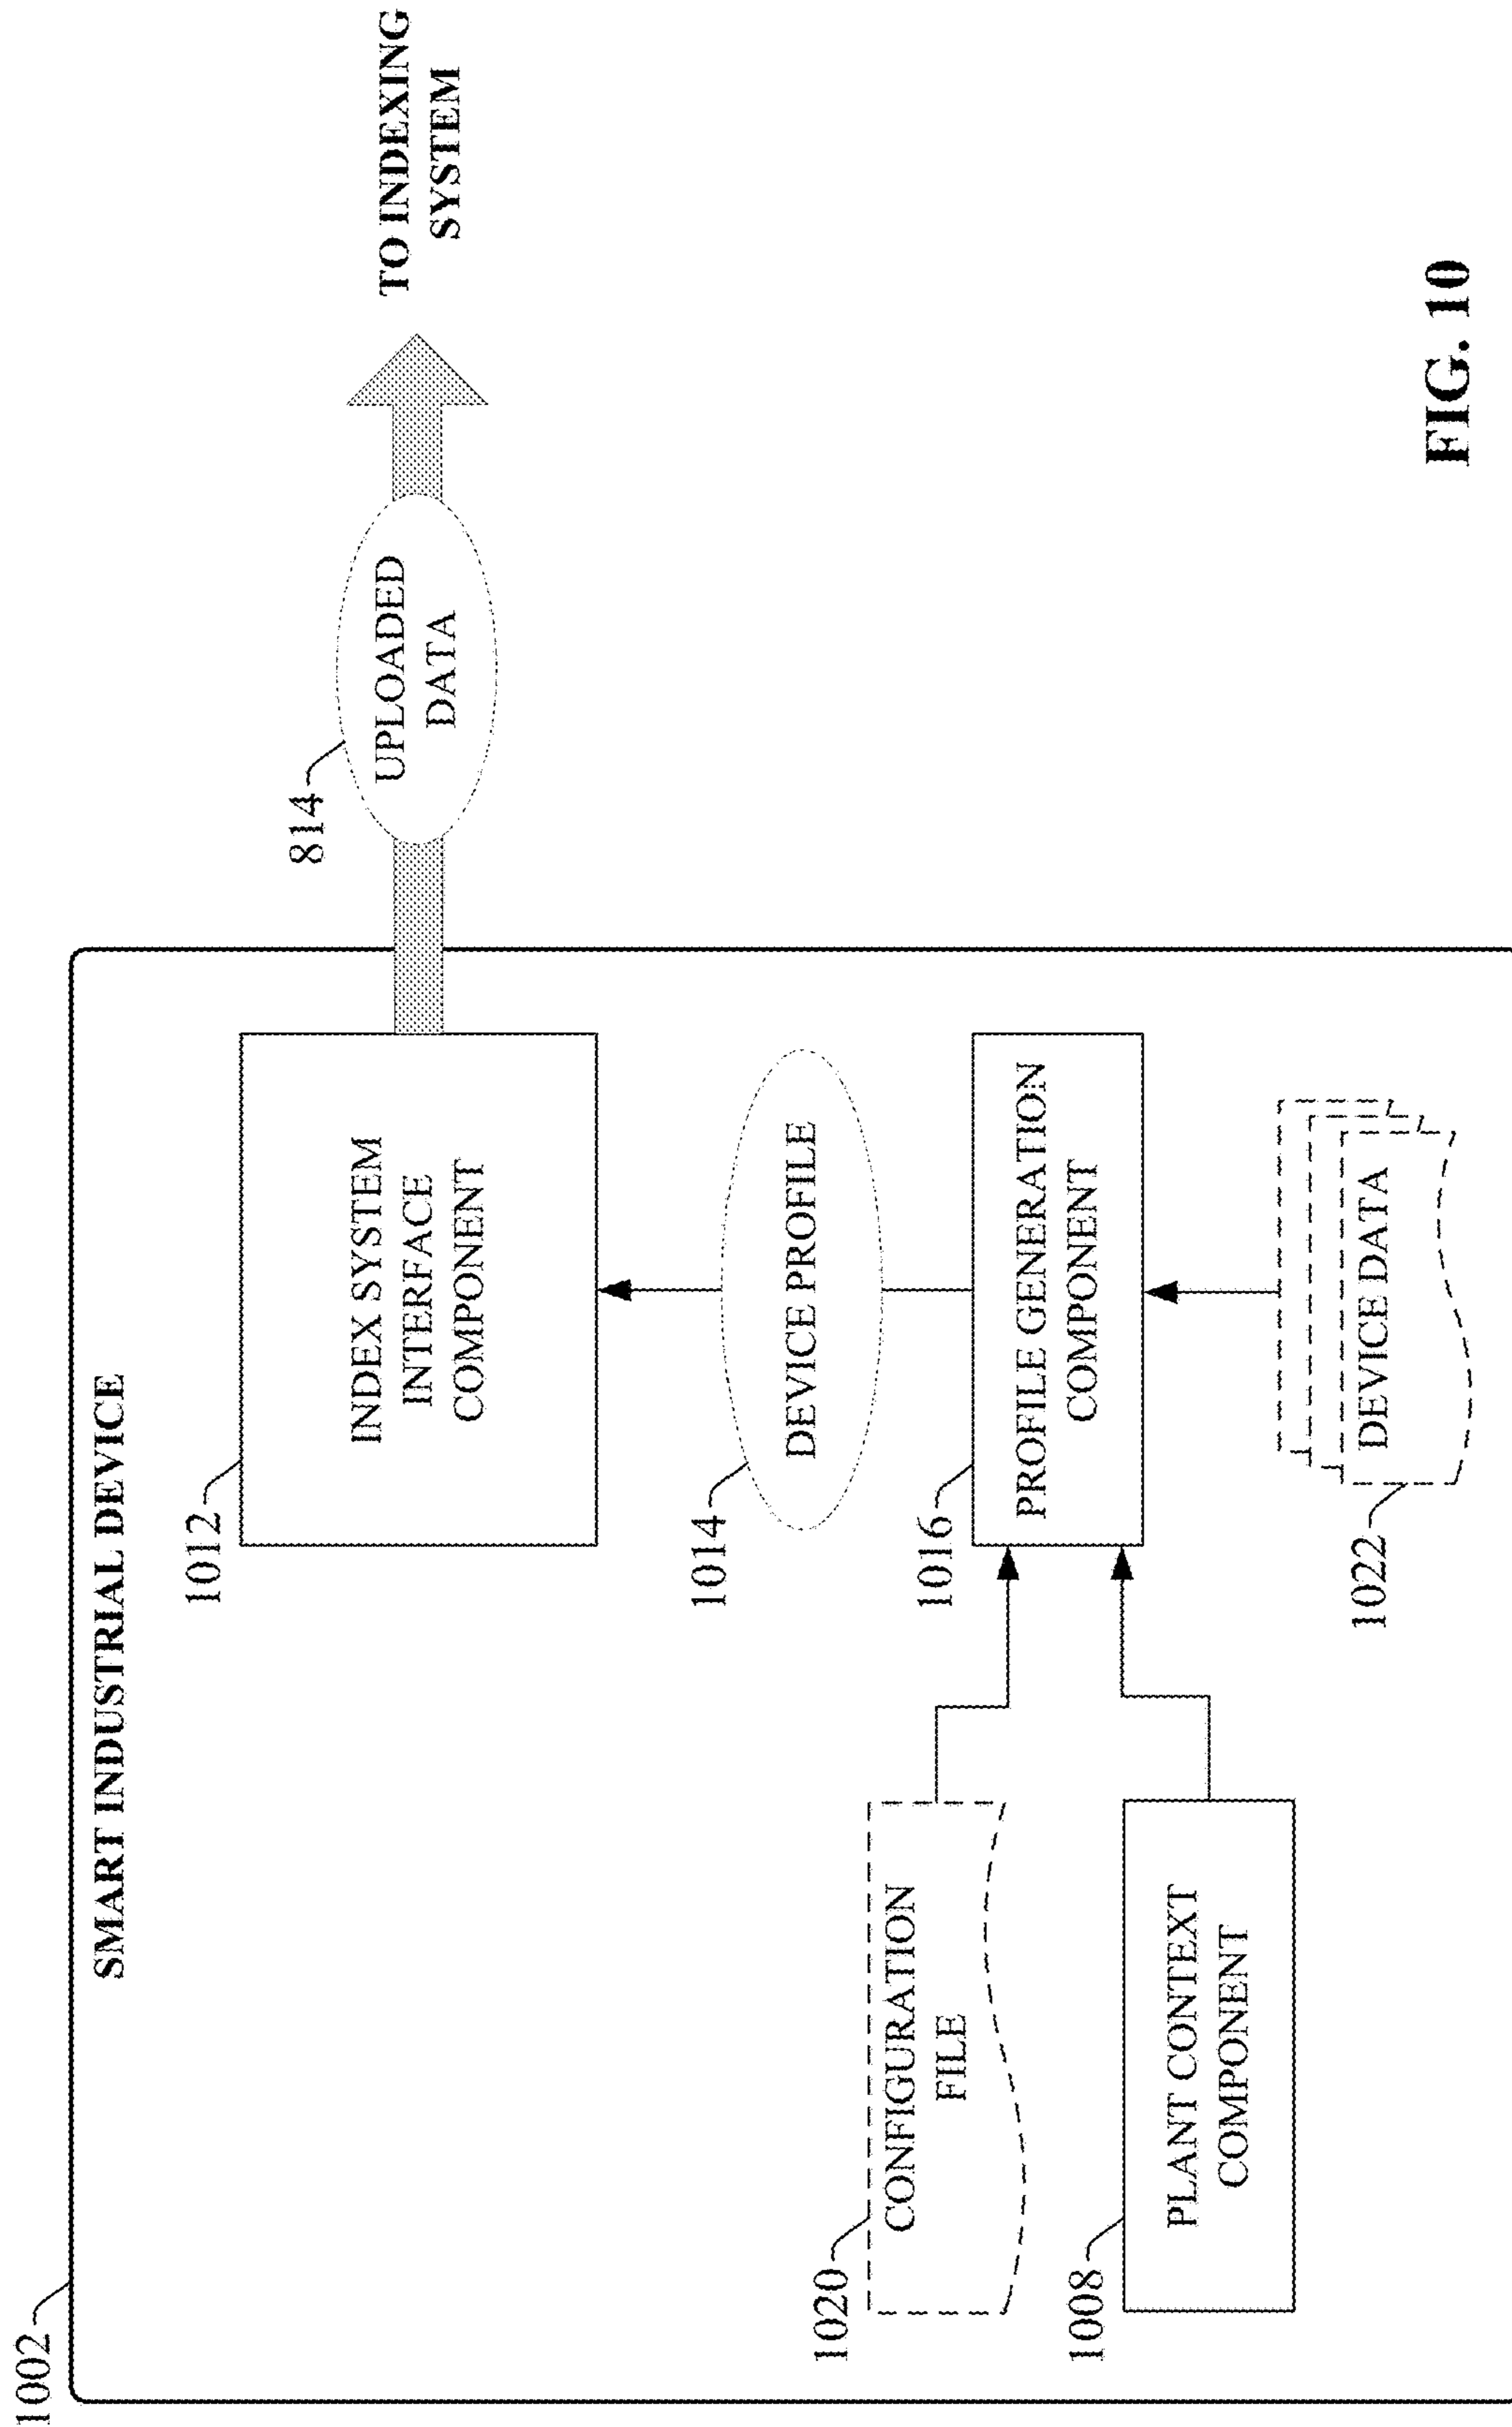 1002
SMART INDUSTRIAL DEVICE
1012
INDEX SYSTEM
INTERFACE
COMPONENT
814
UPLOADED
DATA
TO INDEXING
SYSTEM
1014
DEVICE PROFILE
1020
CONFIGURATION
FILE
1016
PROFILE GENERATION
COMPONENT
1008
PLANT CONTEXT
COMPONENT
1022
DEVICE DATA
FIG. 10